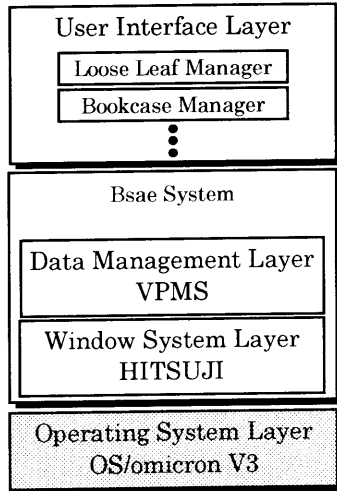 User Interface Layer
Loose Leaf Manager
Bookcase Manager
Bsae System
Data Management Layer
VPMS
Window System Layer
HITSUJI
Operating System Layer
OS/omicron V3